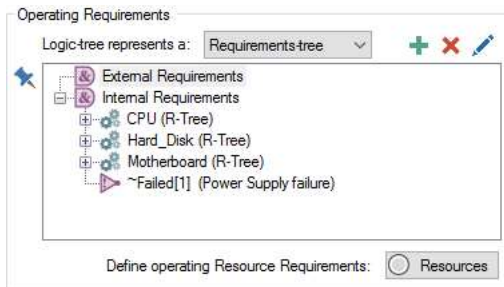 Operating Requirements
Logic-tree represents a: Requirements-tree
& External Requirements
& Internal Requirements
CPU (R-Tree)
Hard_Disk (R-Tree)
Motherboard (R-Tree)
~Failed[1] (Power Supply failure)
Define operating Resource Requirements: Resources